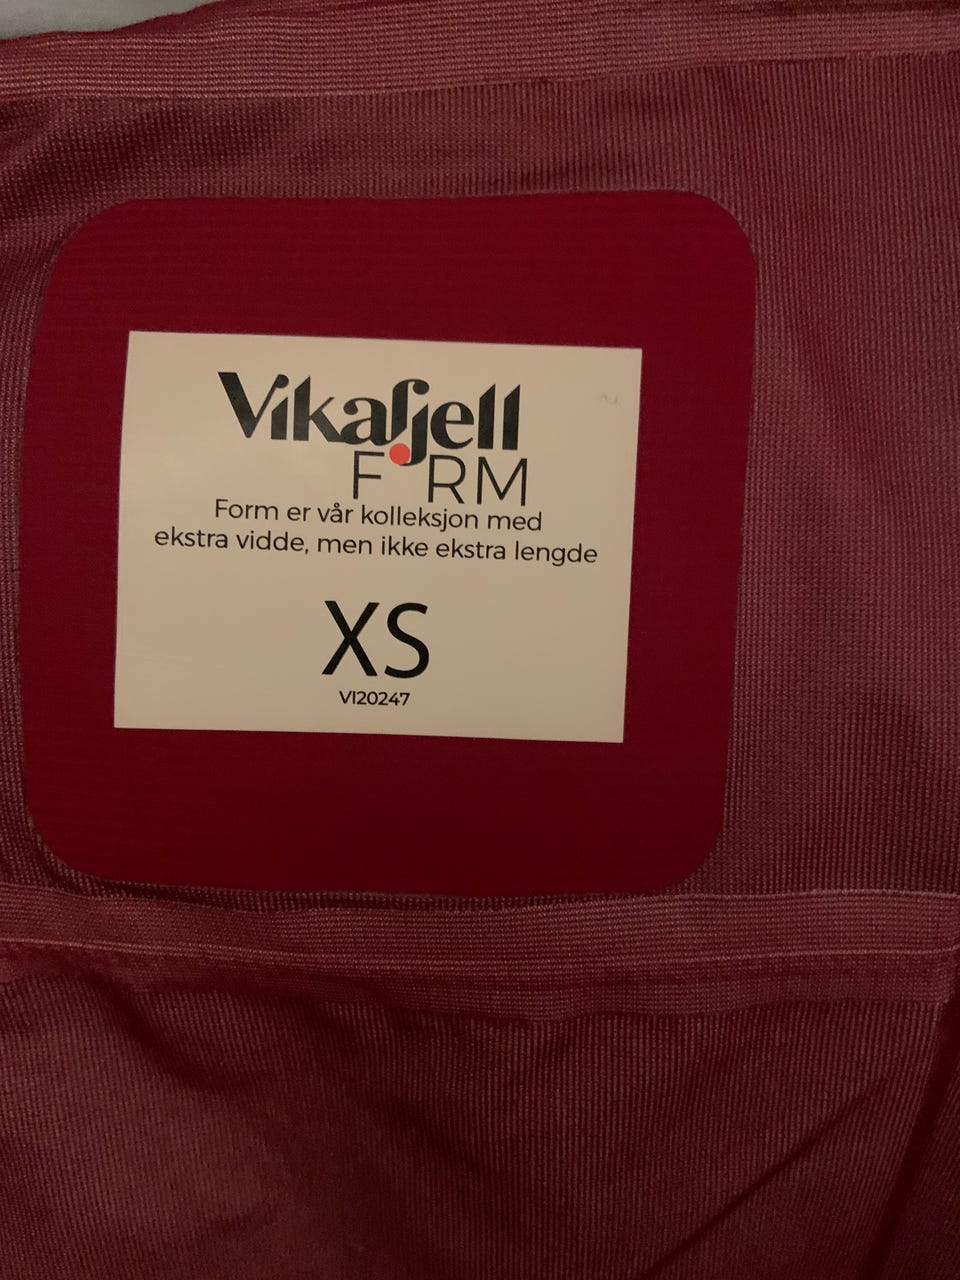 Vikafjell
FORM
Form er vår kolleksjon med
ekstra vidde, men ikke ekstra lengde
XS
VI20247